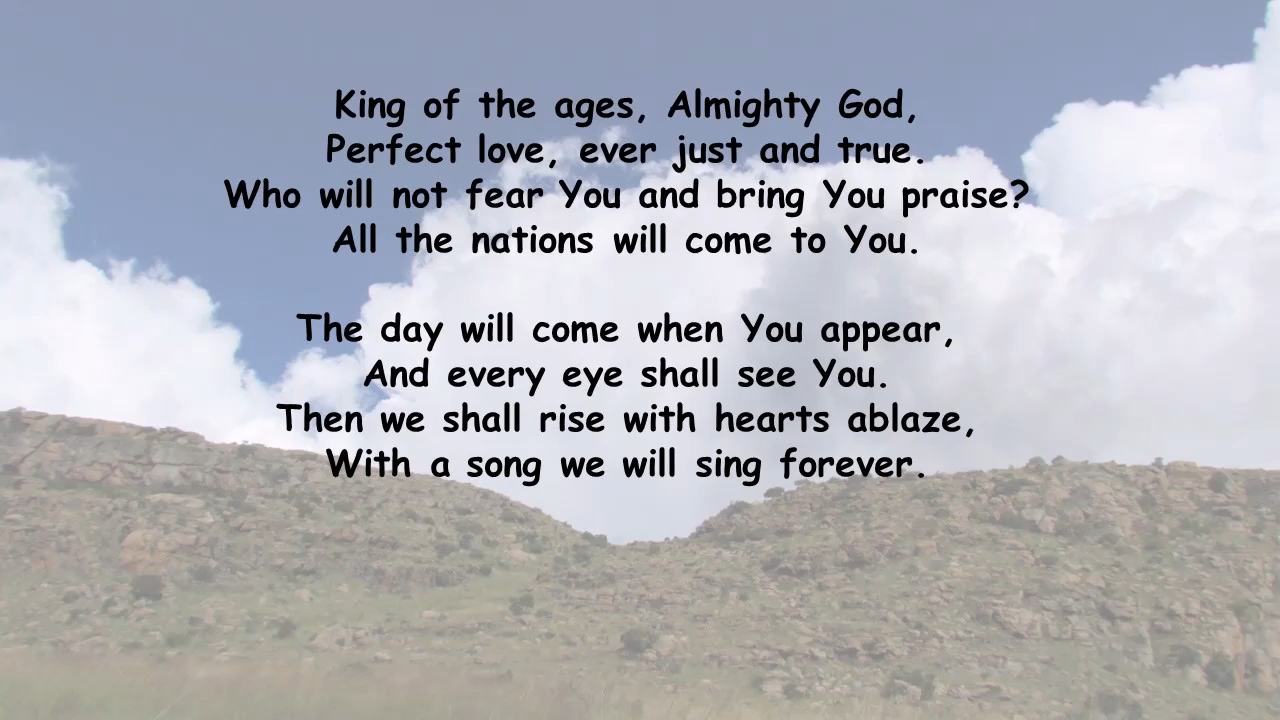 King of the ages, Almighty God,
Perfect love, ever just and true.
Who will not fear You and bring You praise?
All the nations will come to You.
The day will come when You appear,
And every eye shall see You.
Then we shall rise with hearts ablaze,
With a song we will sing forever.